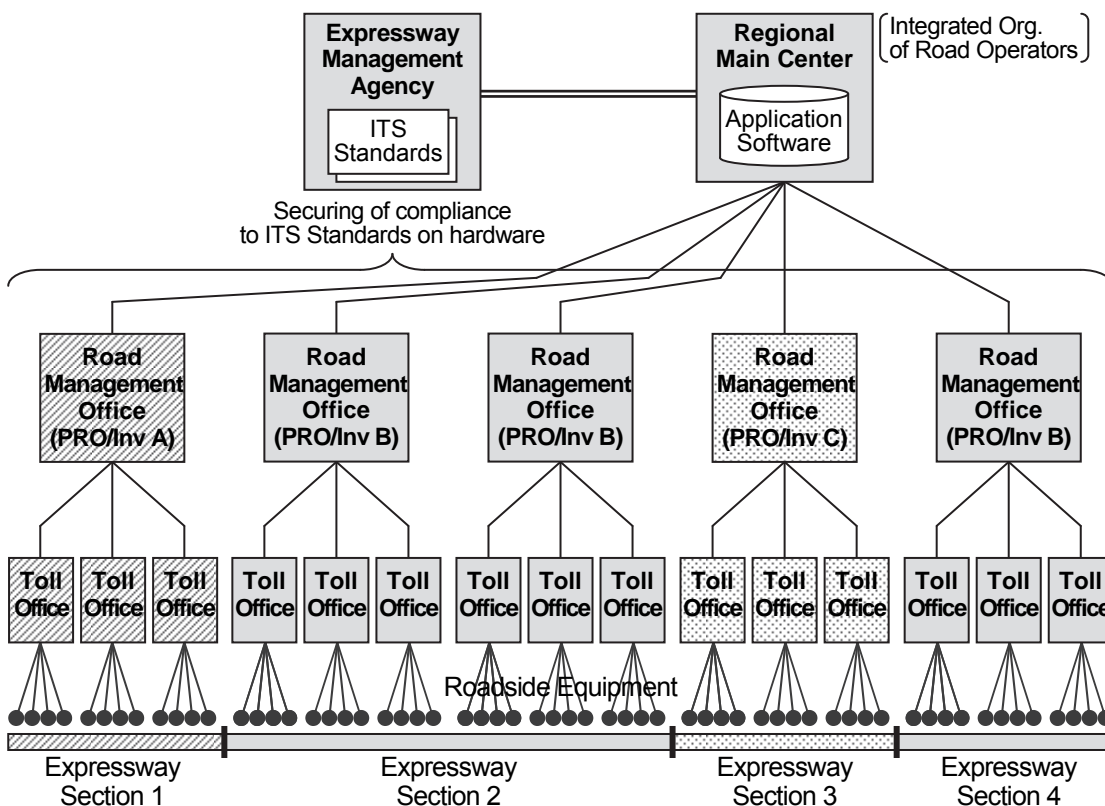 Expressway
Management
Agency
ITS
Standards
Regional
Main Center
Application
Software
Integrated Org.
of Road Operators
Securing of compliance
to ITS Standards on hardware
Road
Management
Office
(PRO/Inv A)
Road
Management
Office
(PRO/Inv B)
Road
Management
Office
(PRO/Inv B)
Road
Management
Office
(PRO/Inv C)
Road
Management
Office
(PRO/Inv B)
Toll
Office
Toll
Office
Toll
Office
Toll
Office
Toll
Office
Toll
Office
Toll
Office
Toll
Office
Toll
Office
Toll
Office
Toll
Office
Toll
Office
Toll
Office
Toll
Office
Toll
Office
Roadside Equipment
Expressway
Section 1
Expressway
Section 2
Expressway
Section 3
Expressway
Section 4